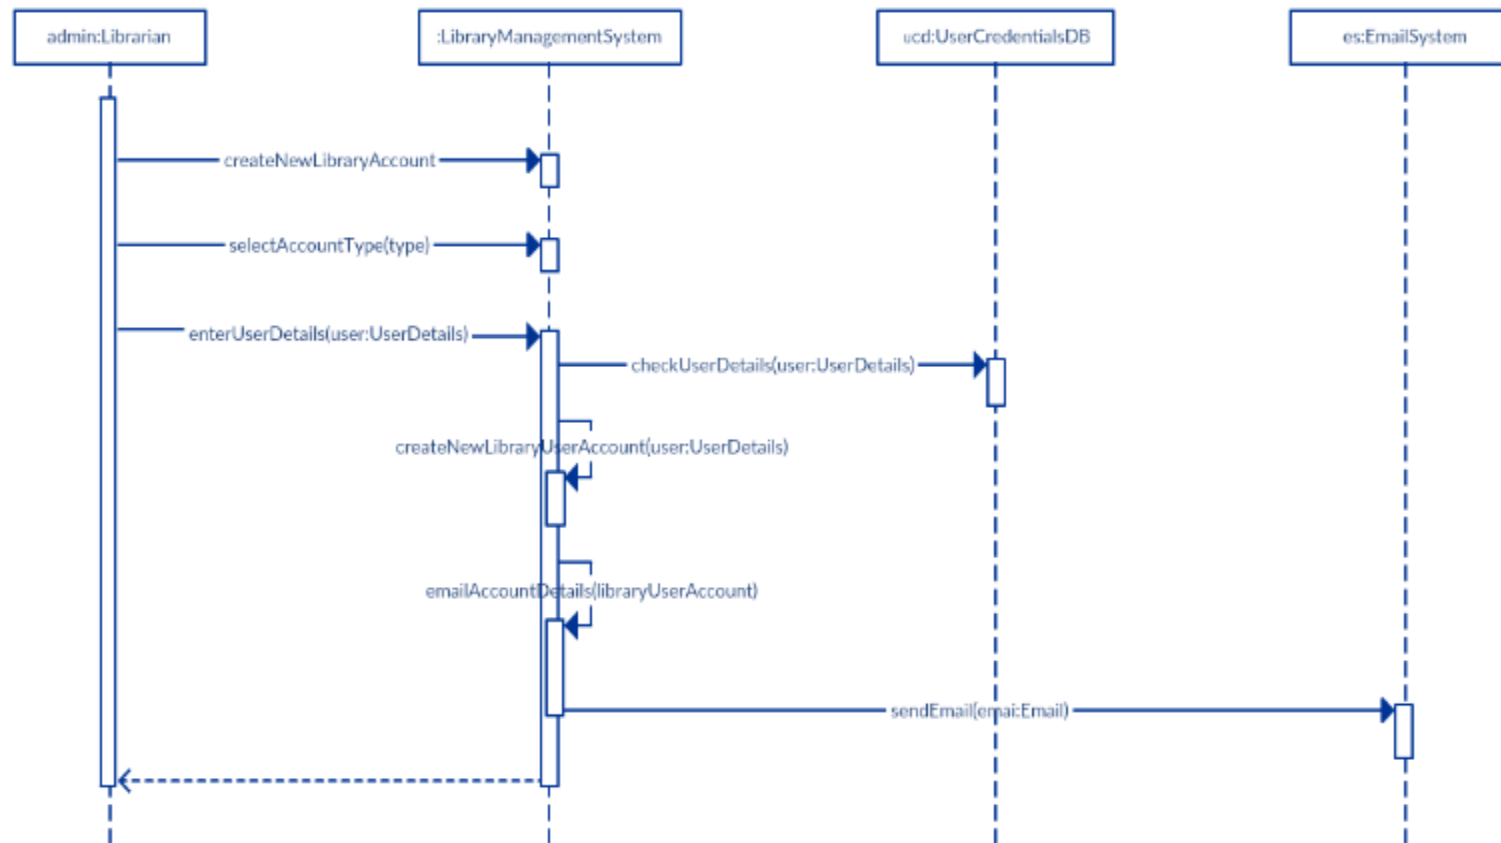 admin:Librarian
:LibraryManagementSystem
ucd:UserCredentialsDB
es:EmailSystem
createNewLibraryAccount
selectAccountType(type)
enterUserDetails(user:UserDetails)
checkUserDetails(user:UserDetails)
createNewLibraryUserAccount(user:UserDetails)
emailAccountDetails(libraryUserAccount)
sendEmail(emai:Email)